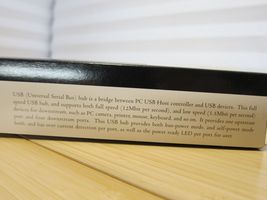 USB (Universal Serial Bus) hub is a bridge between PC USB Host controller and USB devices. This full
speed USB hub, and supports both full speed (12Mbits per second), and low speed (1.5Mbits per second)
devices for downstream, such as PC camera, printer, mouse, keyboard, and so on. It provides one upstream
port and four downstream ports. This USB hub provides both bus-power mode, and self-power mode
both, and has over current detection per port, as well as the power ready LED per port for user.